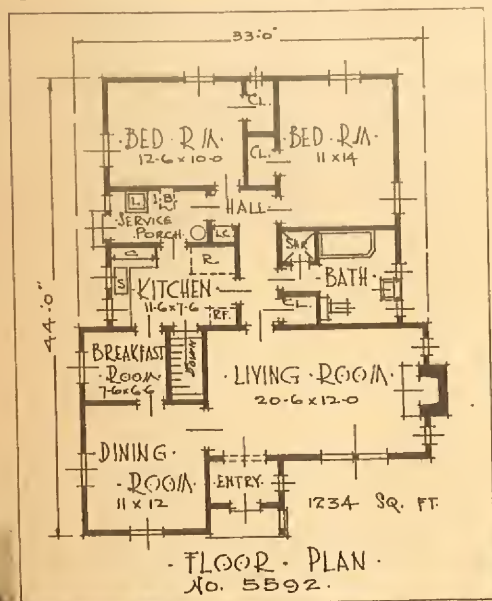 33'-0"
44'-0"
CL.
BED RM.
12-6 x 10-0
CL.
BED RM.
11 x 14
L
I.B.
SERVICE
PORCH
HALL
L.C.
SHR
BATH
C
R.
S
KITCHEN
11-6 x 7-6
CL.
RF.
BREAKFAST
ROOM
7-6 x 6-6
DOWN
LIVING ROOM
20-6 x 12-0
DINING
ROOM
11 x 12
ENTRY
1234 SQ. FT.
FLOOR PLAN
No. 5592.